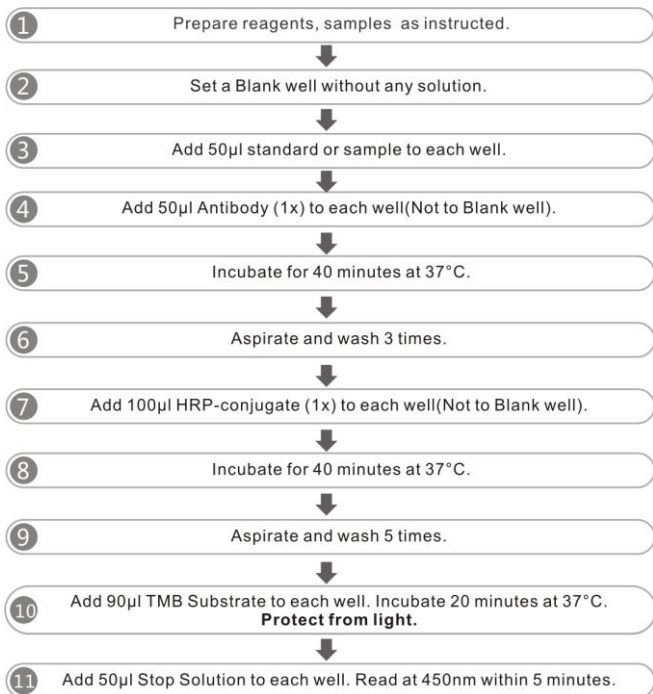 1 Prepare reagents, samples as instructed.
2 Set a Blank well without any solution.
3 Add 50μl standard or sample to each well.
4 Add 50μl Antibody (1x) to each well(Not to Blank well).
5 Incubate for 40 minutes at 37°C.
6 Aspirate and wash 3 times.
7 Add 100μl HRP-conjugate (1x) to each well(Not to Blank well).
8 Incubate for 40 minutes at 37°C.
9 Aspirate and wash 5 times.
10 Add 90μl TMB Substrate to each well. Incubate 20 minutes at 37°C.
Protect from light.
11 Add 50μl Stop Solution to each well. Read at 450nm within 5 minutes.